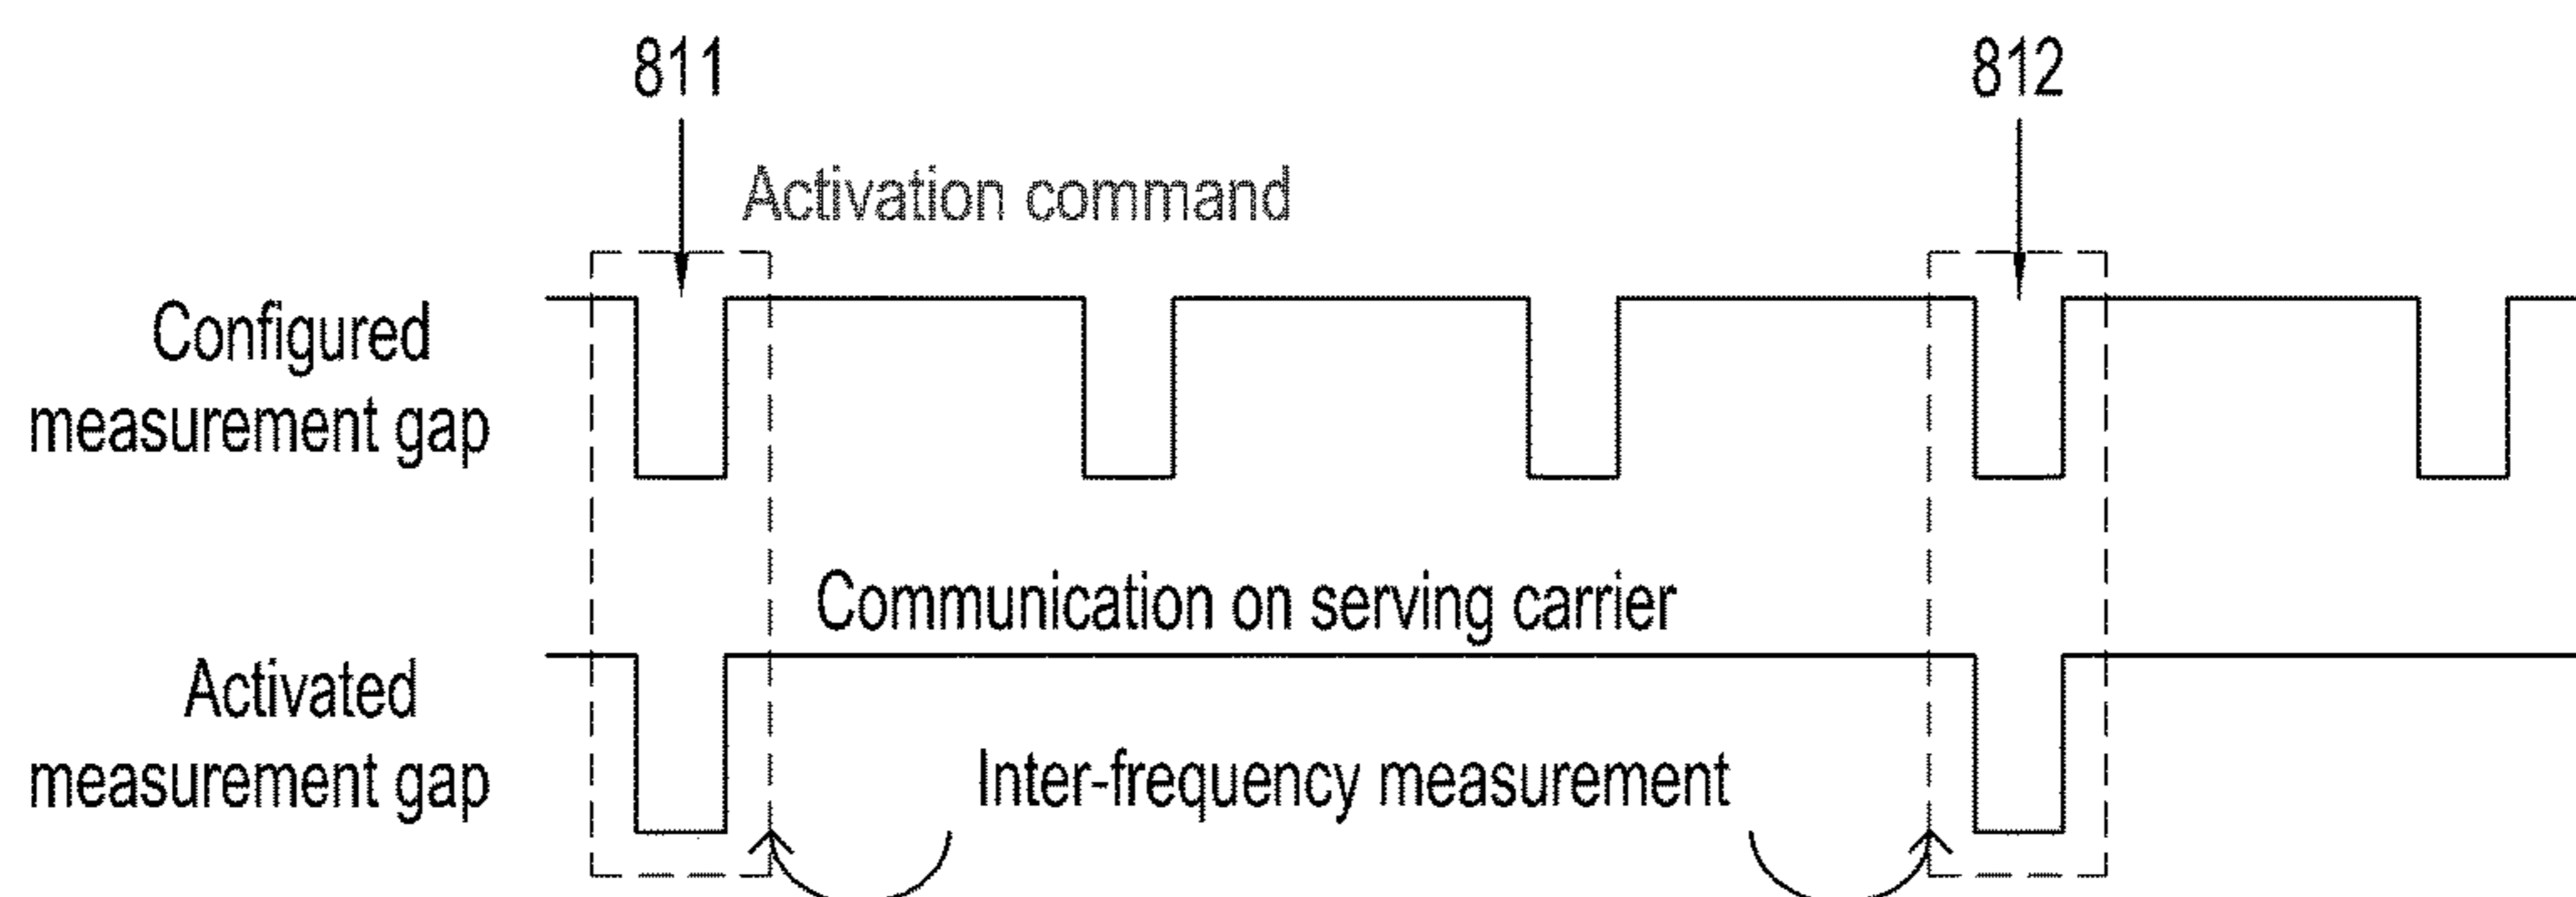 811
812
Activation command
Configured
measurement gap
Communication on serving carrier
Activated
measurement gap
Inter-frequency measurement